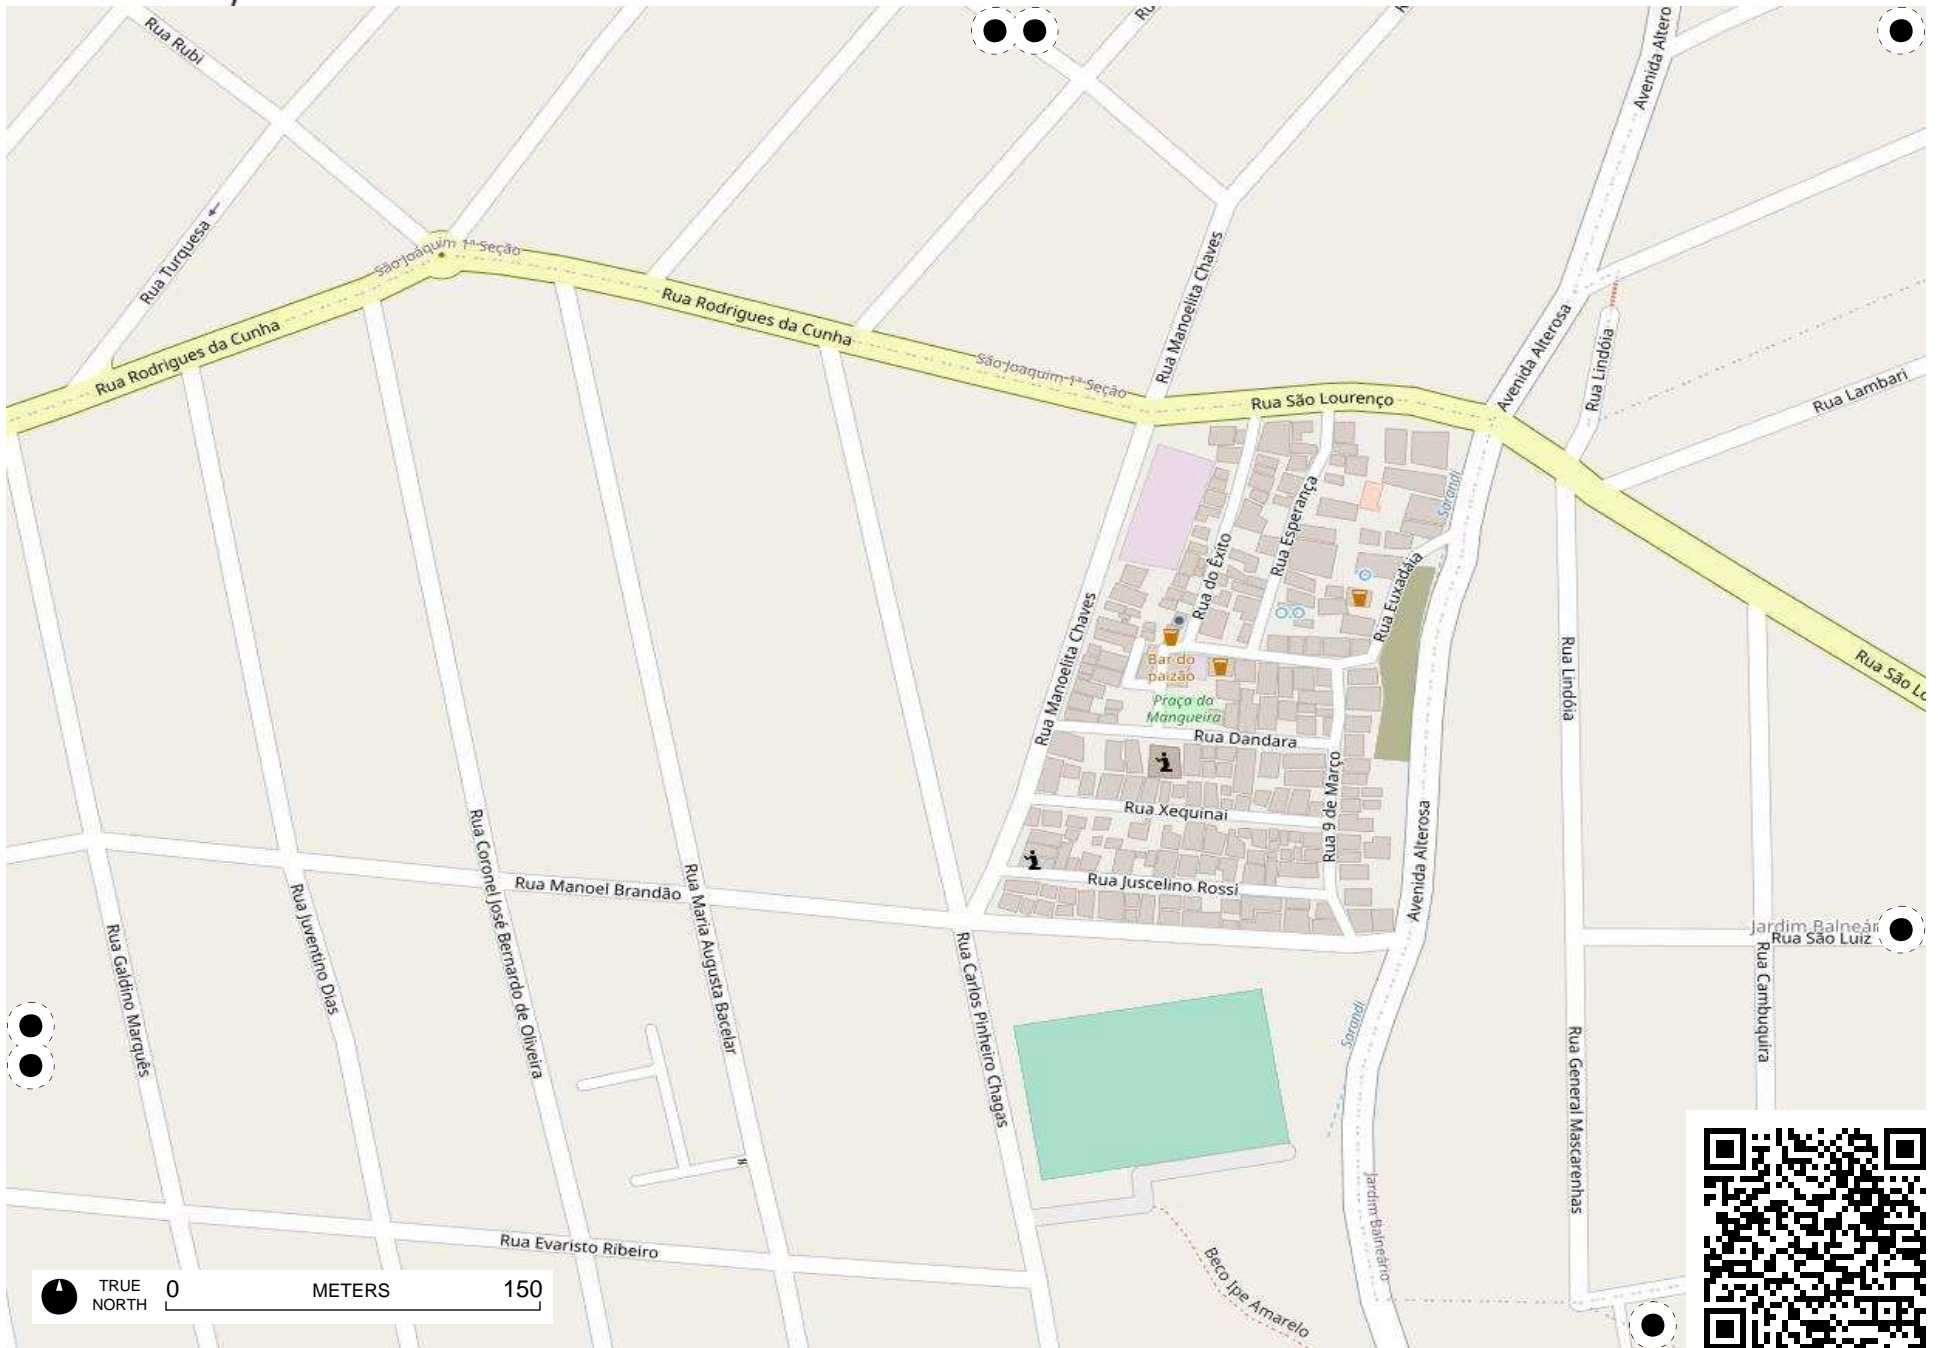 Rua Rubi
Avenida Altero
Rua Turquesa
São Joaquim 1ª Seção
Rua Manoelita Chaves
Rua Rodrigues da Cunha
Rua Rodrigues da Cunha
São Joaquim 1ª Seção
Avenida Alterosa
Rua Lindóia
Rua Lambari
Rua São Lourenço
Sarandi
Rua Esperança
Rua do Êxito
Rua Euxadáia
Rua Manoelita Chaves
Bar do
paizão
Praça da
Mangueira
Rua Dandara
Rua Lindóia
Rua São Lo
Rua Xequinai
Rua 9 de Março
Avenida Alterosa
Rua Juscelino Rossi
Rua Manoel Brandão
Rua Coronel José Bernardo de Oliveira
Rua Maria Augusta Bacelar
Rua Juventino Dias
Rua Galdino Marquês
Rua Carlos Pinheiro Chagas
Jardim Balneár
Rua São Luiz
Rua Cambuquira
Sarandi
Rua General Mascarenhas
Jardim Balneário
Rua Evaristo Ribeiro
Beco Ipe Amarelo
TRUE
NORTH
0 METERS 150